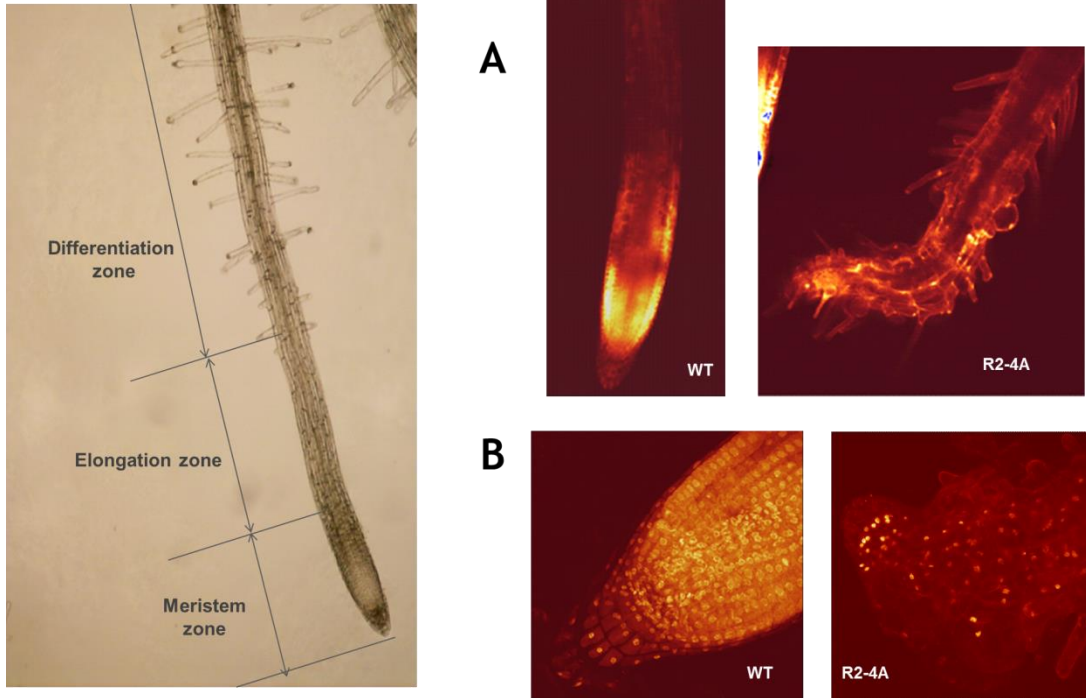 Differentiation
zone
Elongation zone
Meristem
zone
A
WT
R2-4A
B
WT
R2-4A